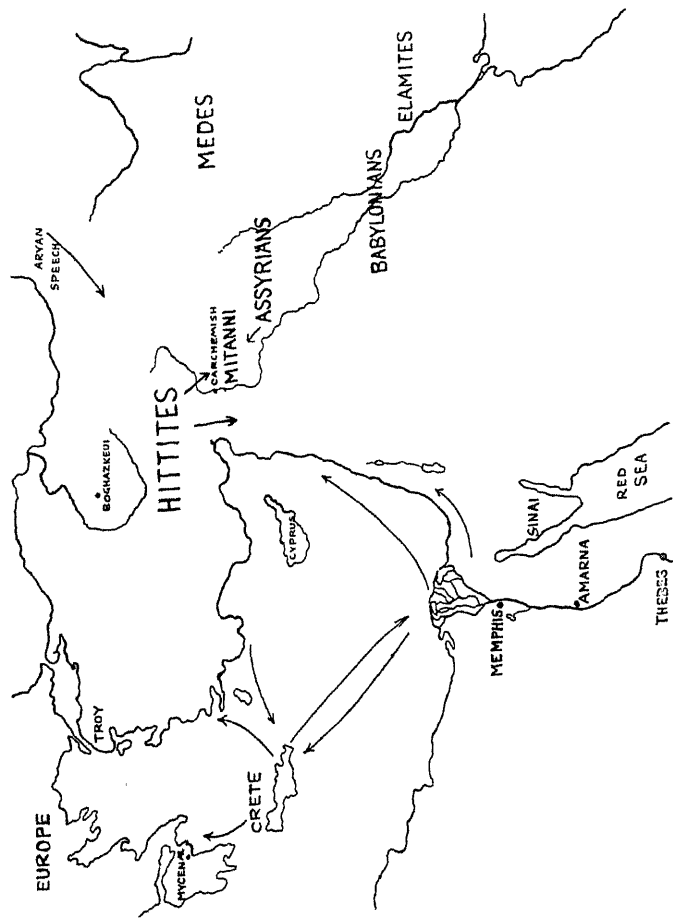 EUROPE
TROY
MYCENÆ
CRETE
BOGHAZKEUI
HITTITES
ARYAN
SPEECH
CARCHEMISH
MITANNI
ASSYRIANS
MEDES
BABYLONIANS
ELAMITES
CYPRUS
MEMPHIS
SINAI
RED
SEA
AMARNA
THEBES